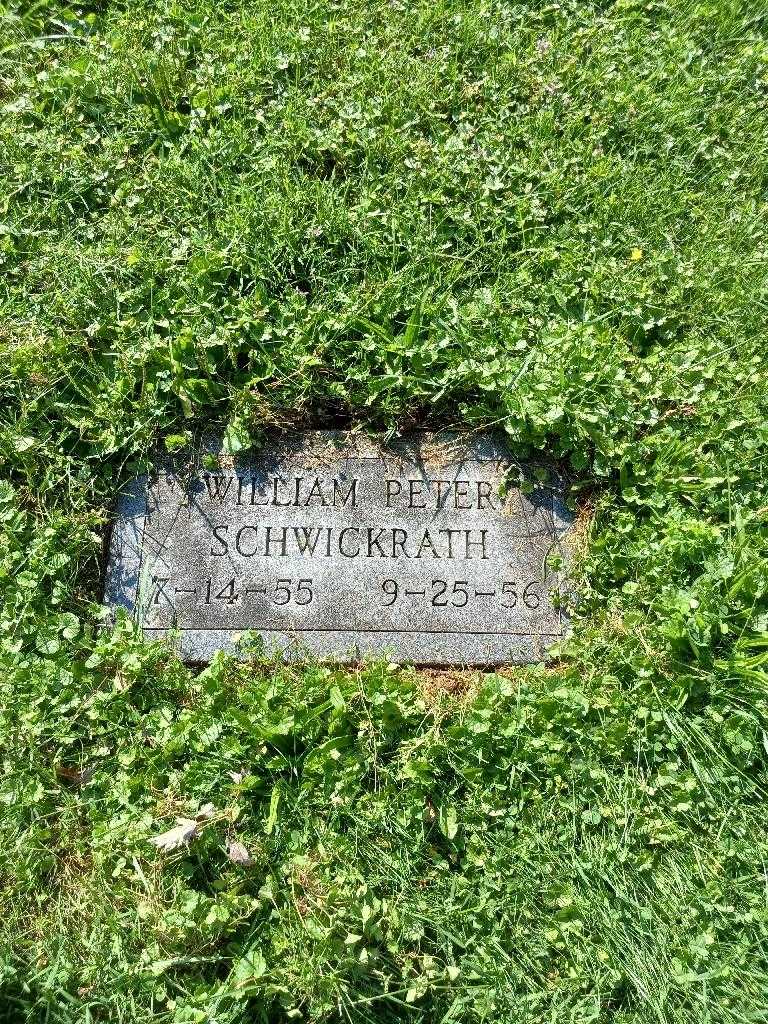 WILLIAM PETER
SCHWICKRATH
7-14-55 9-25-56